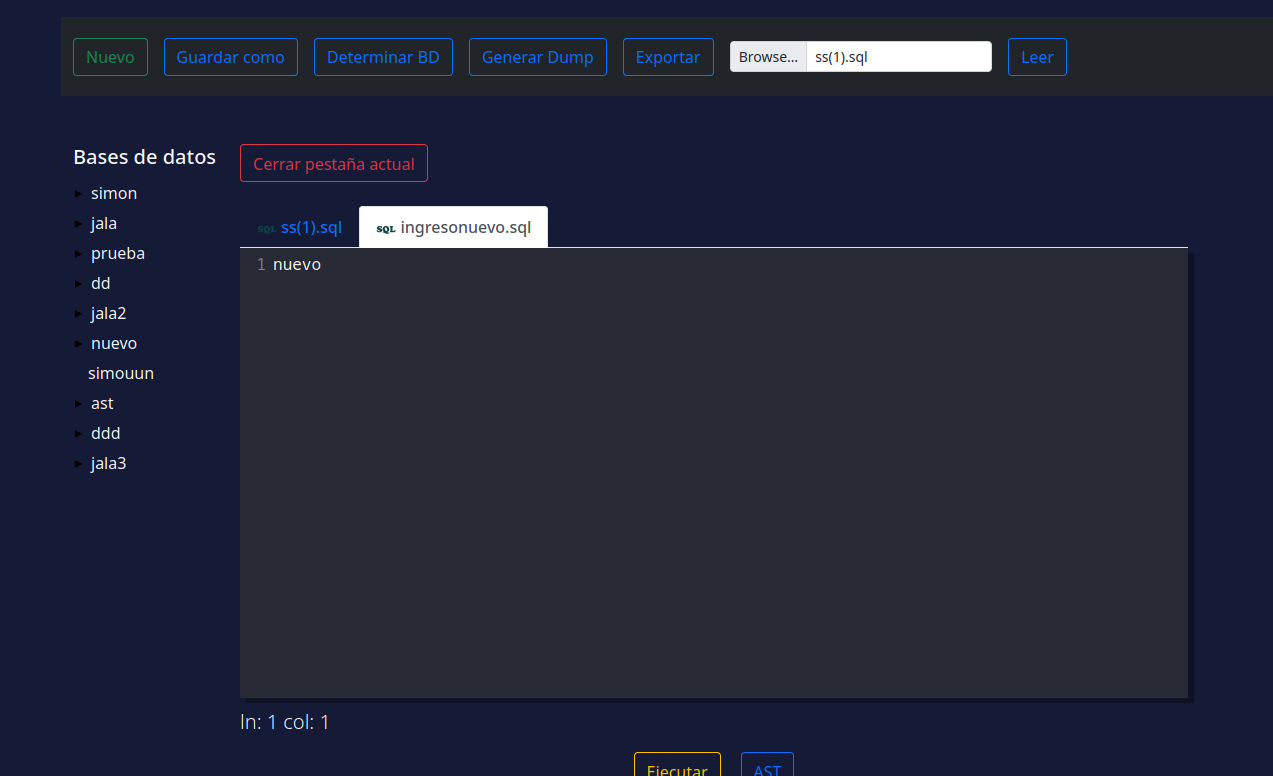 Nuevo Guardar como Determinar BD Generar Dump Exportar Browse... ss(1).sql Leer
Bases de datos
simon
jala
prueba
dd
jala2
nuevo
simouun
ast
ddd
jala3
Cerrar pestaña actual
SQL ss(1).sql SQL ingresonuevo.sql
1 nuevo
ln: 1 col: 1
Ejecutar AST